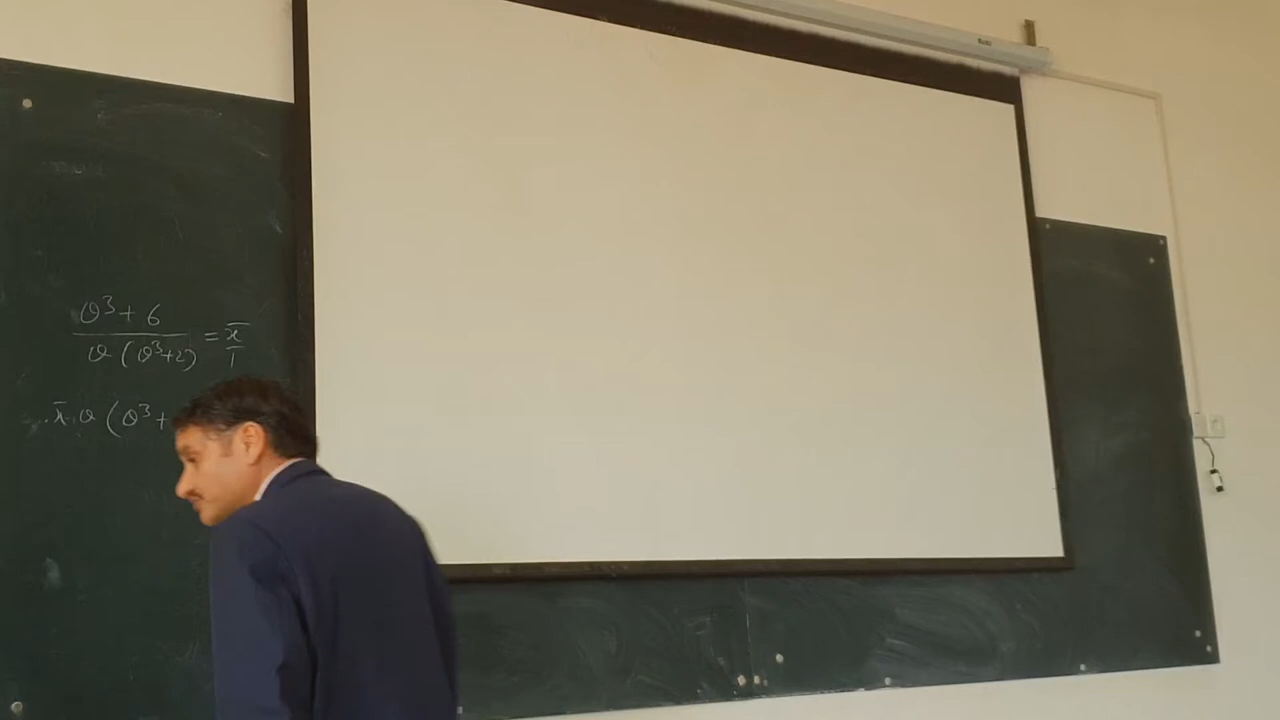 θ³ + 6
θ (θ³+2)
= x̄
1
x̄.θ (θ³ +